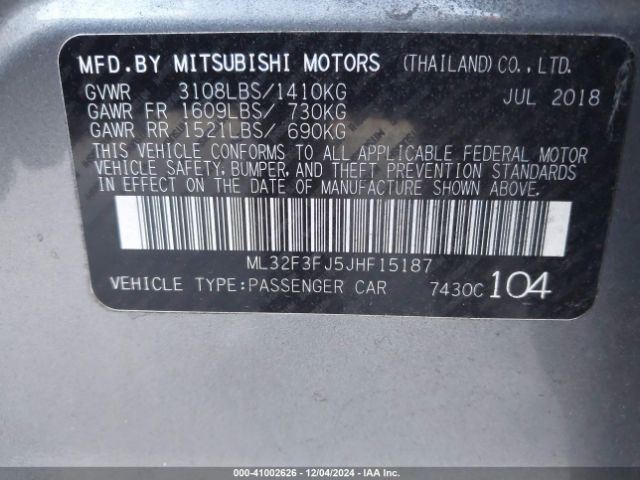 MFD.BY MITSUBISHI MOTORS (THAILAND)CO.,LTD.
GVWR 3108LBS/1410KG JUL 2018
GAWR FR 1609LBS/ 730KG
GAWR RR 1521LBS/ 690KG
THIS VEHICLE CONFORMS TO ALL APPLICABLE FEDERAL MOTOR
VEHICLE SAFETY, BUMPER, AND THEFT PREVENTION STANDARDS
IN EFFECT ON THE DATE OF MANUFACTURE SHOWN ABOVE.
ML32F3FJ5JHF15187
VEHICLE TYPE:PASSENGER CAR 7430C 104
000-41002626 - 12/04/2024 - IAA, Inc.